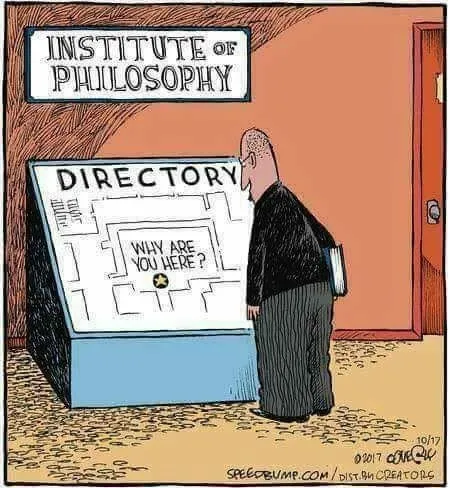 INSTITUTE OF
PHILOSOPHY
DIRECTORY
WHY ARE
YOU HERE?
10/17
©2017
SPEEDBUMP.COM/DIST.BY CREATORS